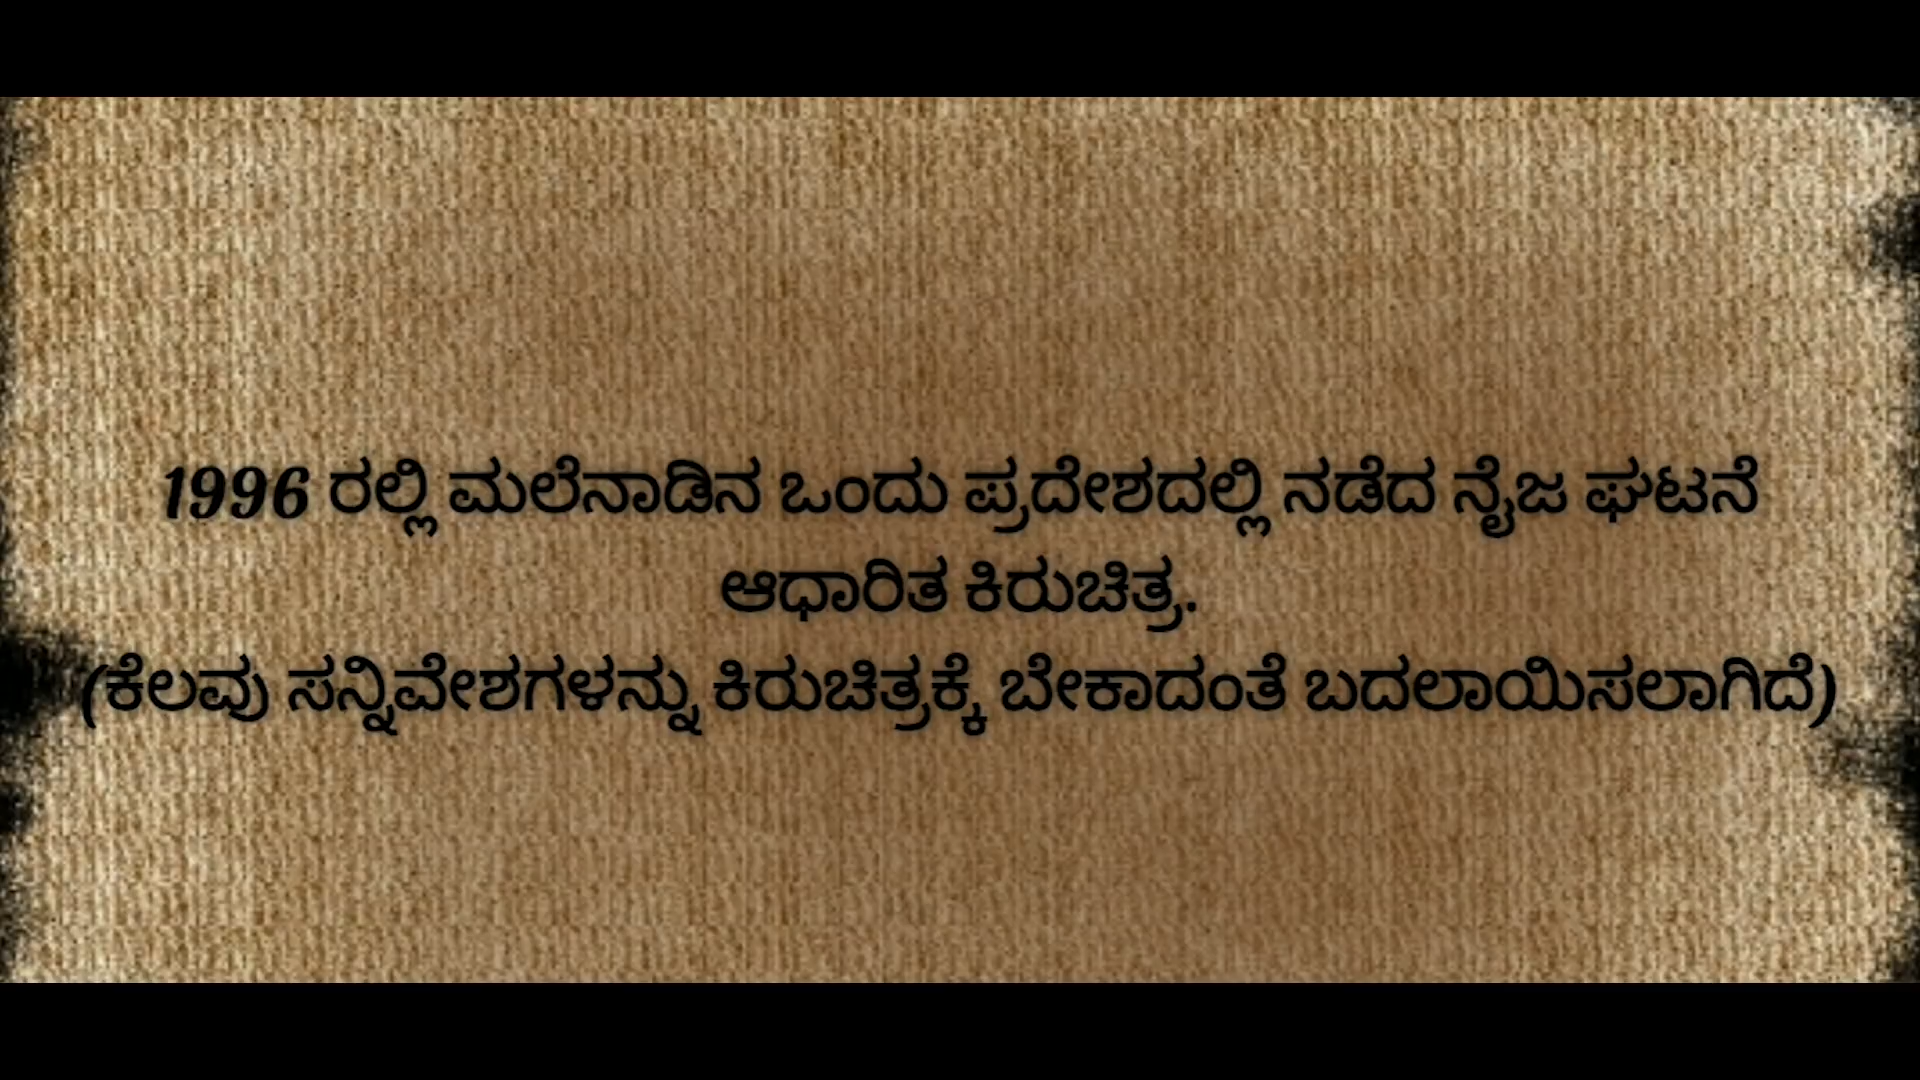 1996 ರಲ್ಲಿ ಮಲೆನಾಡಿನ ಒಂದು ಪ್ರದೇಶದಲ್ಲಿ ನಡೆದ ನೈಜ ಘಟನೆ
ಆಧಾರಿತ ಕಿರುಚಿತ್ರ.
(ಕೆಲವು ಸನ್ನಿವೇಶಗಳನ್ನು ಕಿರುಚಿತ್ರಕ್ಕೆ ಬೇಕಾದಂತೆ ಬದಲಾಯಿಸಲಾಗಿದೆ)